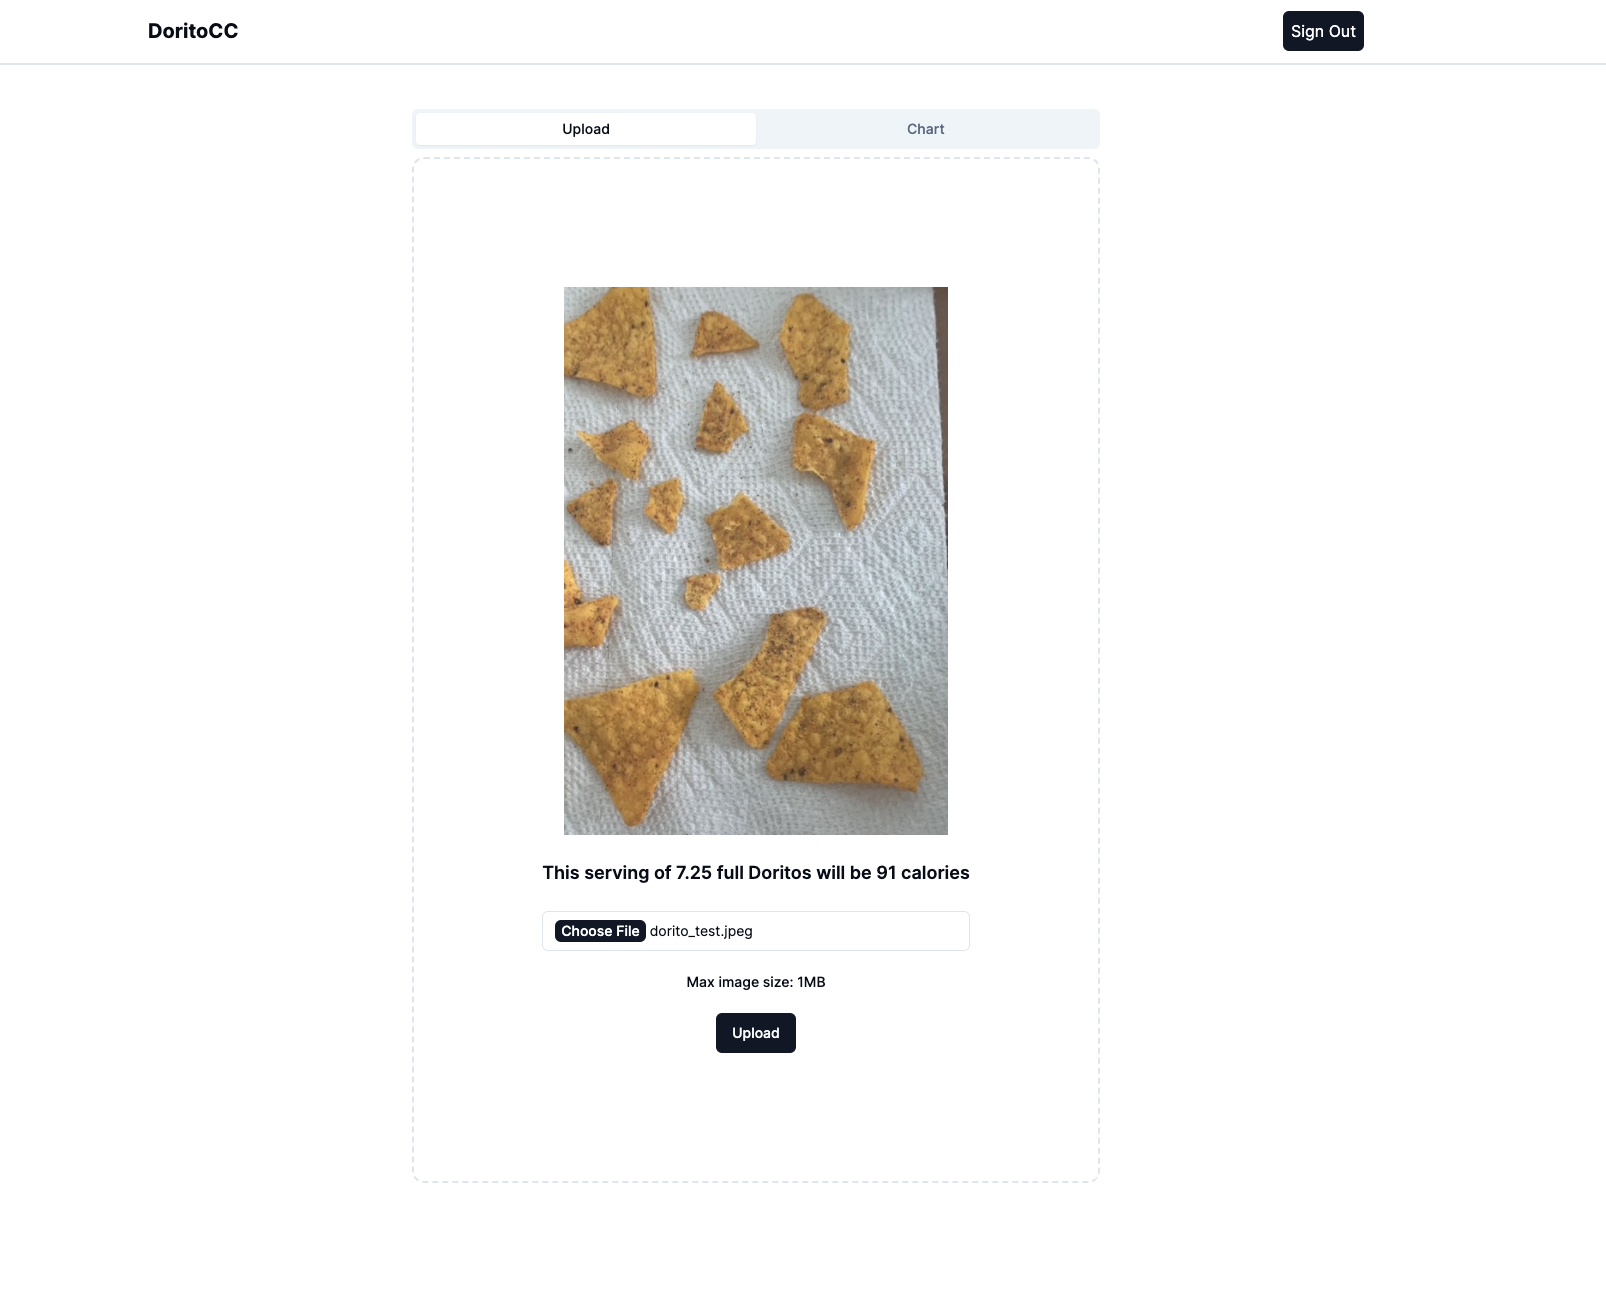 DoritoCC
Sign Out
Upload
Chart
This serving of 7.25 full Doritos will be 91 calories
Choose File dorito_test.jpeg
Max image size: 1MB
Upload